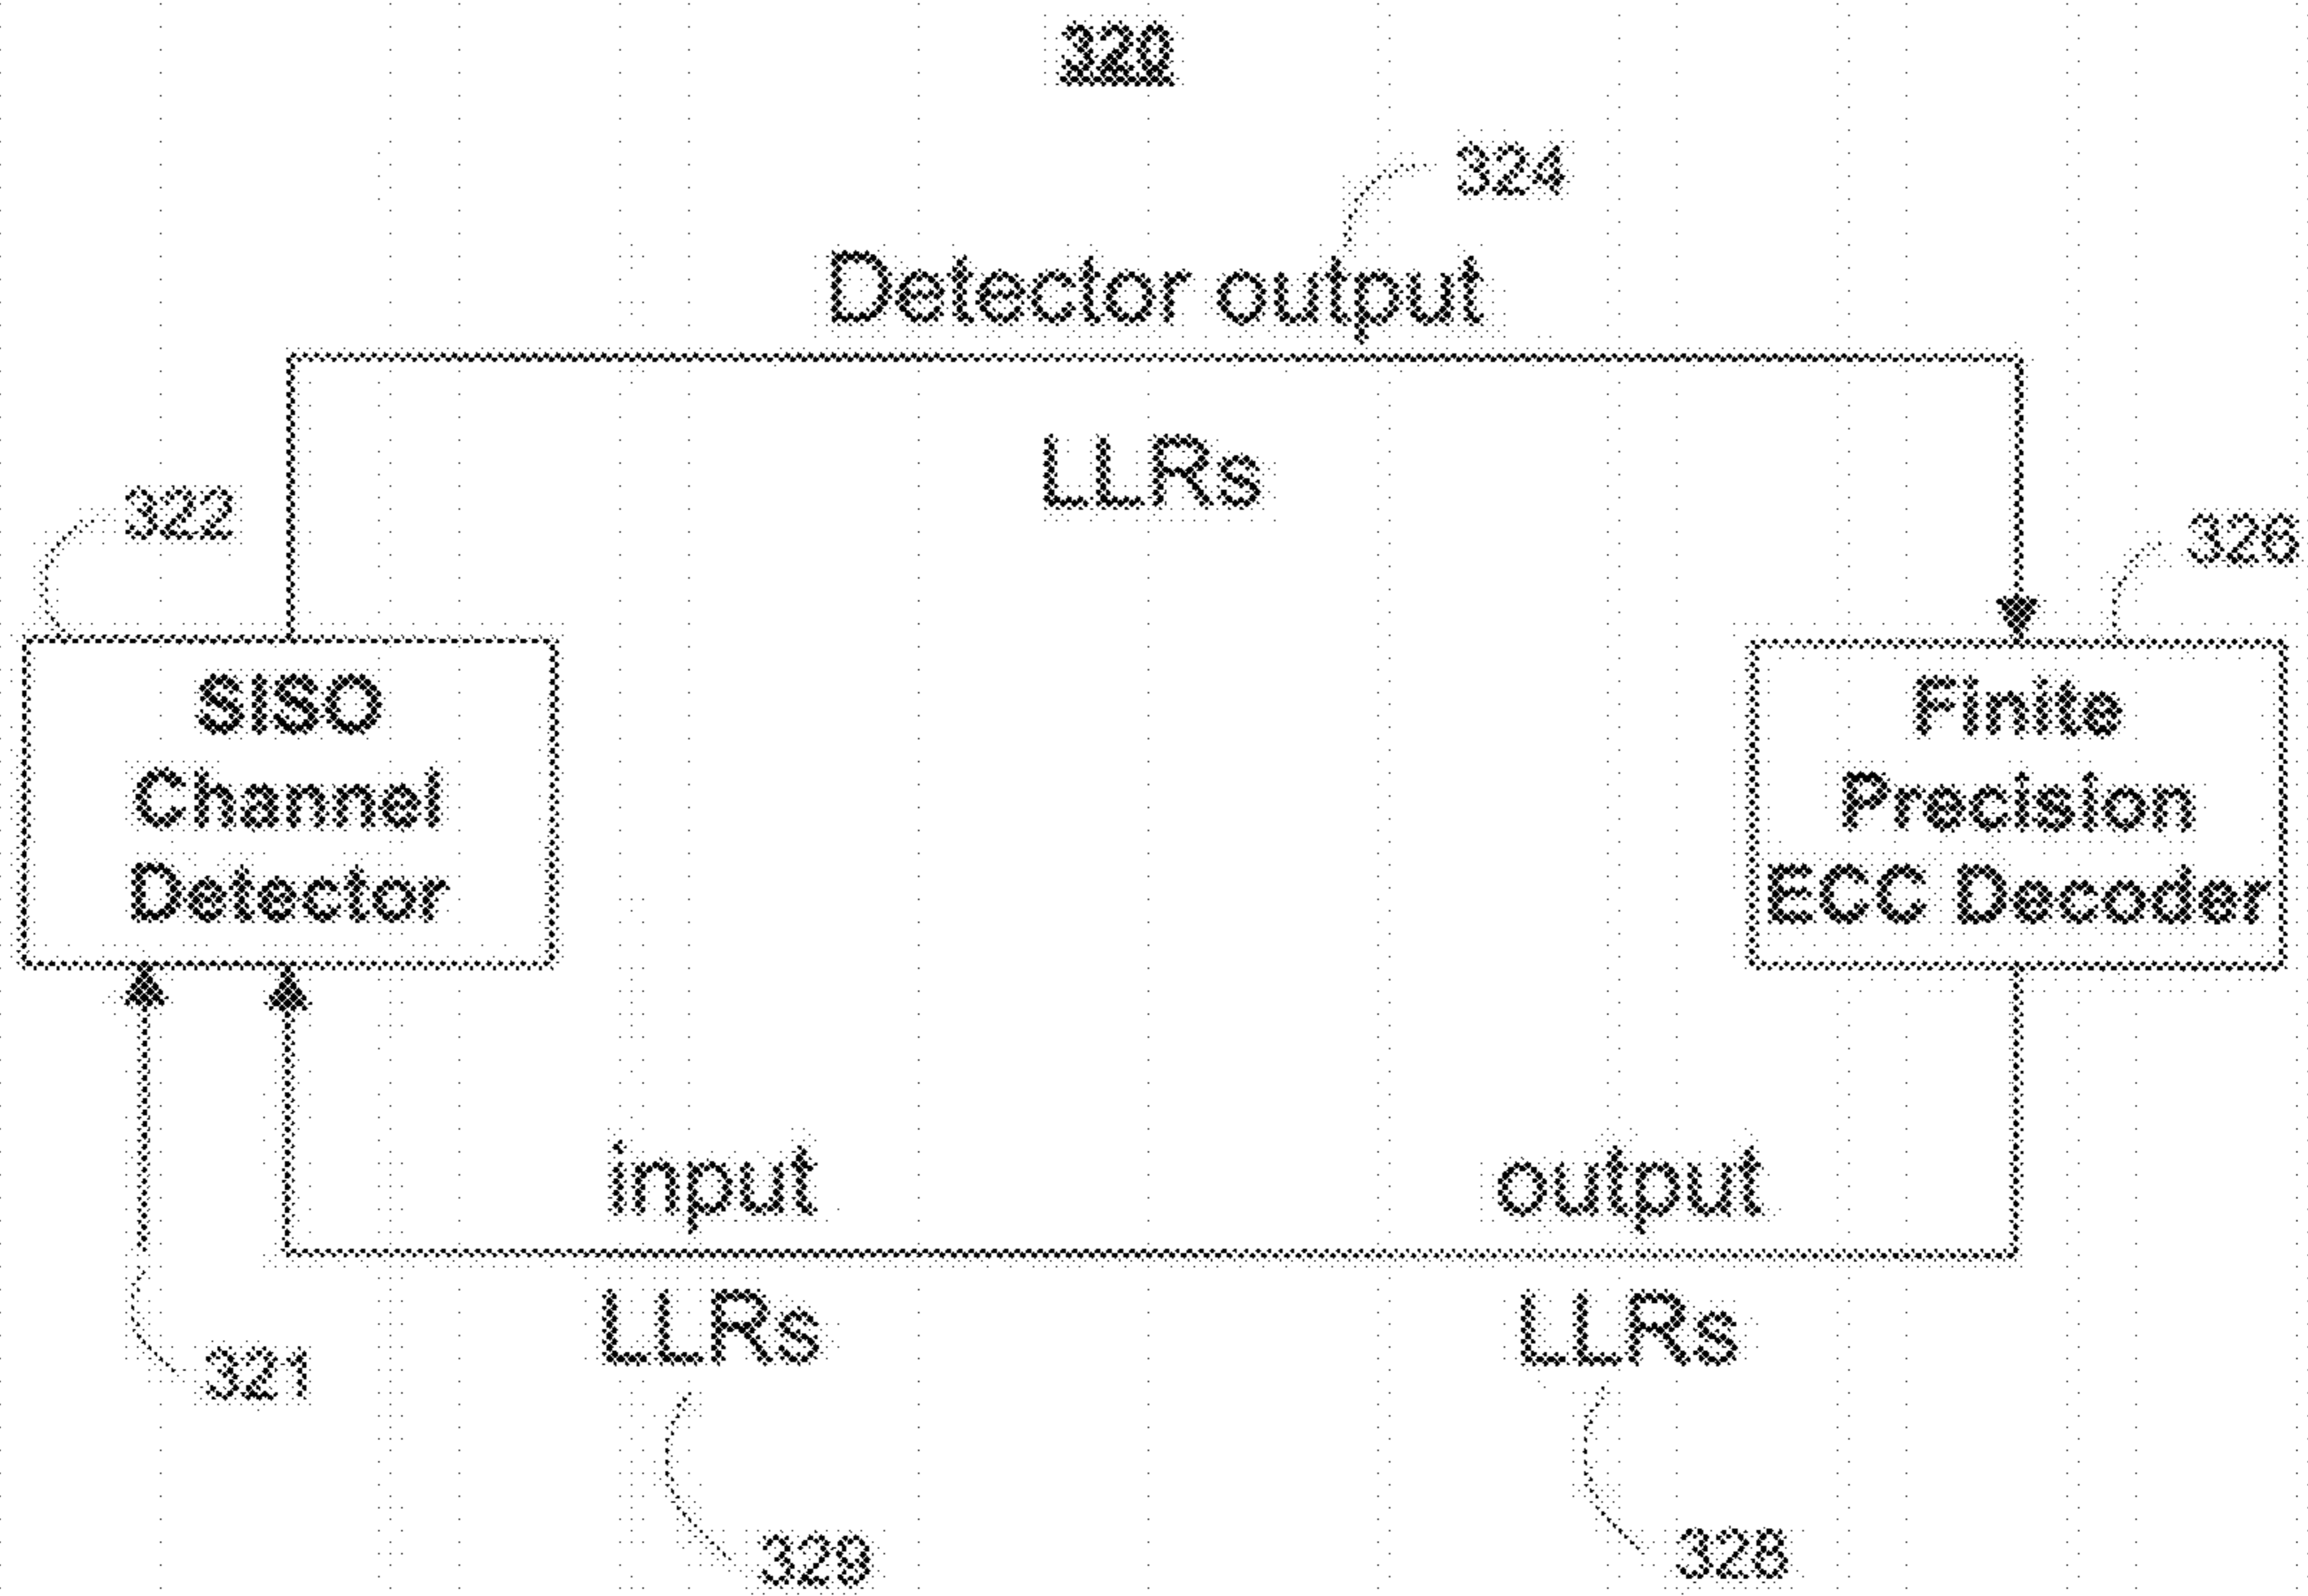 320
324
Detector output
LLRs
322
326
SISO
Channel
Detector
Finite
Precision
ECC Decoder
input
output
LLRs
LLRs
321
329
328